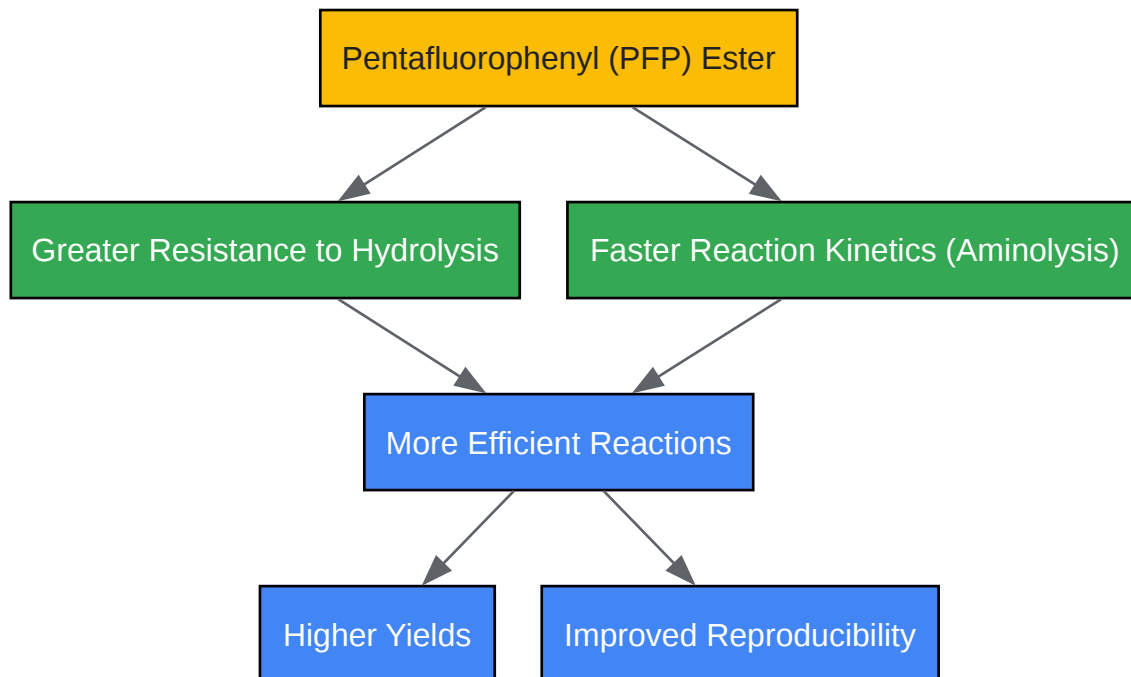 Pentafluorophenyl (PFP) Ester
Greater Resistance to Hydrolysis
Faster Reaction Kinetics (Aminolysis)
More Efficient Reactions
Higher Yields
Improved Reproducibility